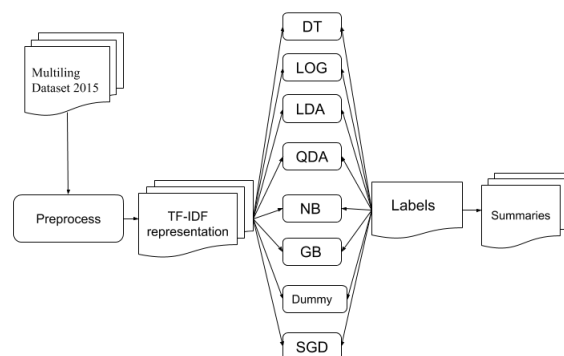 Multiling
Dataset 2015
Preprocess
TF-IDF
representation
DT
LOG
LDA
QDA
NB
GB
Dummy
SGD
Labels
Summaries